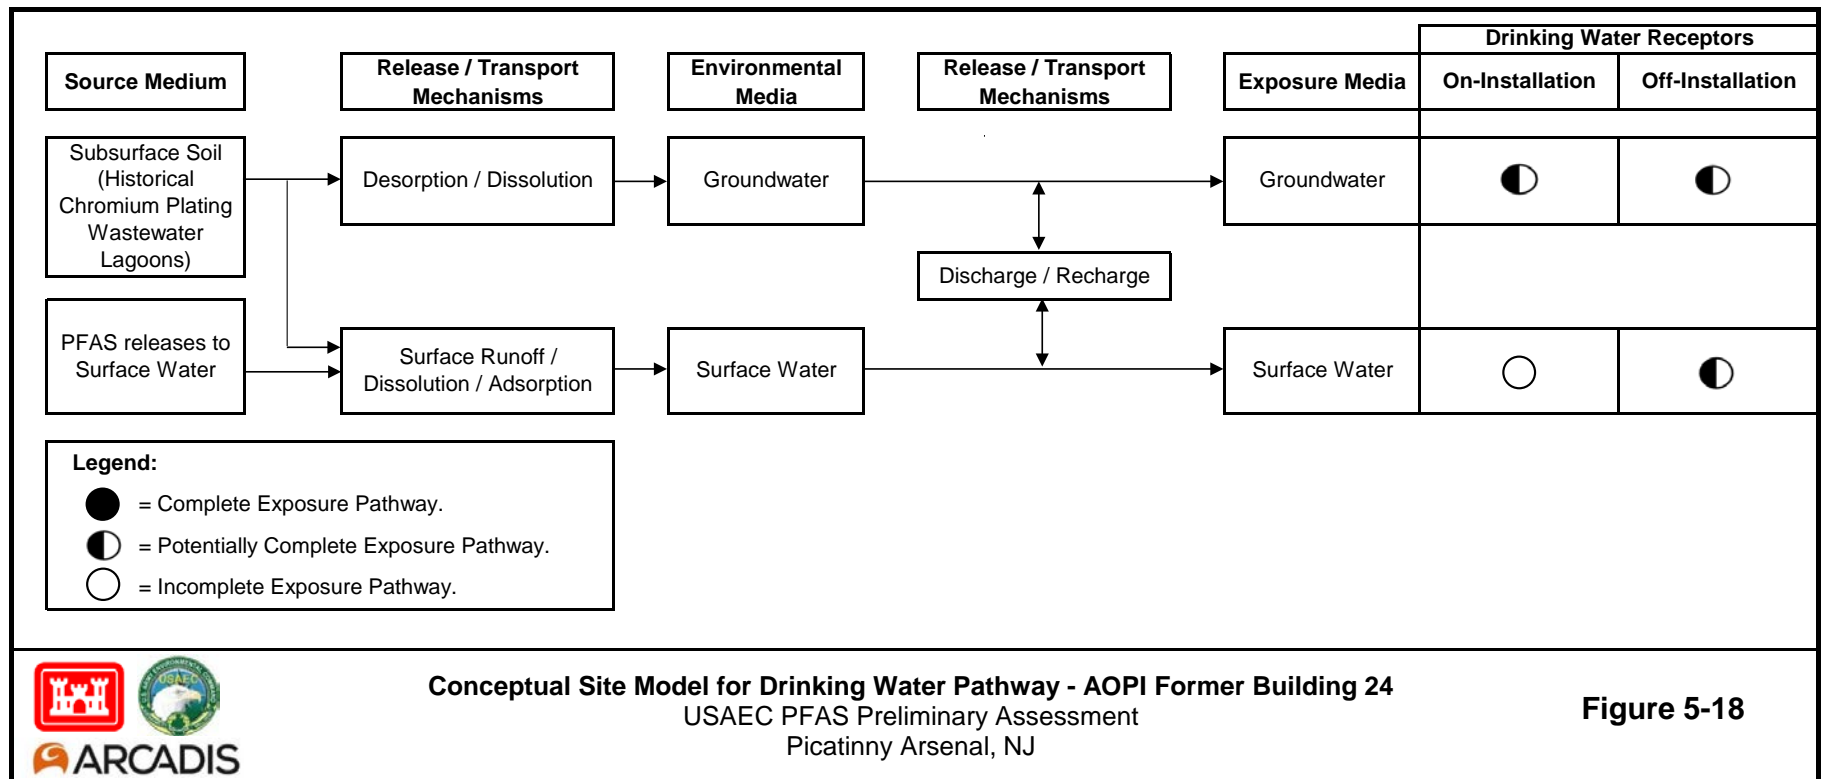 Drinking Water Receptors
Source Medium
Release / Transport
Mechanisms
Environmental
Media
Release / Transport
Mechanisms
Exposure Media
On-Installation
Off-Installation
Subsurface Soil
(Historical
Chromium Plating
Wastewater
Lagoons)
Desorption / Dissolution
Groundwater
Groundwater
Discharge / Recharge
PFAS releases to
Surface Water
Surface Runoff /
Dissolution / Adsorption
Surface Water
Surface Water
Legend:
= Complete Exposure Pathway.
= Potentially Complete Exposure Pathway.
= Incomplete Exposure Pathway.
USAEC
ARCADIS
Conceptual Site Model for Drinking Water Pathway - AOPI Former Building 24
USAEC PFAS Preliminary Assessment
Picatinny Arsenal, NJ
Figure 5-18